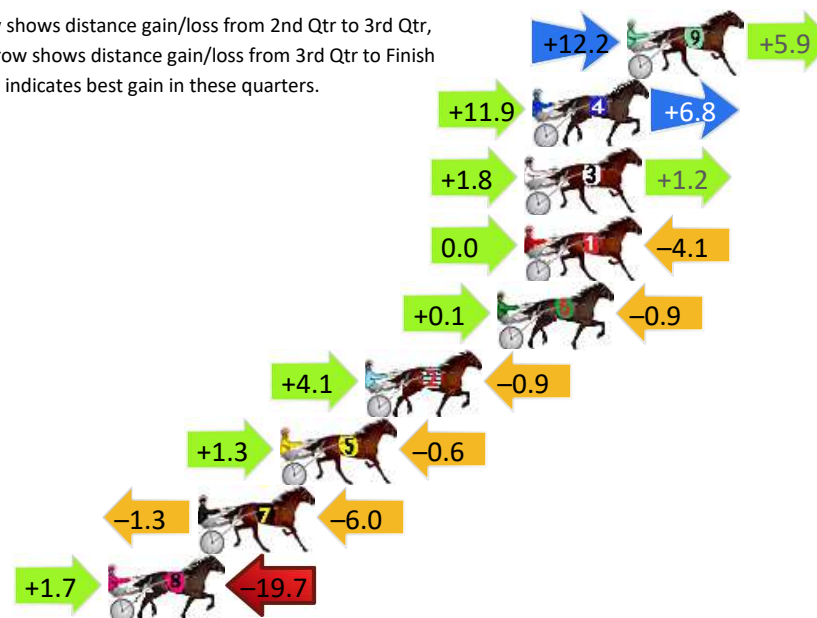 shows distance gain/loss from 2nd Qtr to 3rd Qtr,
row shows distance gain/loss from 3rd Qtr to Finish
indicates best gain in these quarters.
+12.2 9 +5.9
+11.9 4 +6.8
+1.8 3 +1.2
0.0 1 –4.1
+0.1 6 –0.9
+4.1 2 –0.9
+1.3 5 –0.6
–1.3 7 –6.0
+1.7 8 –19.7